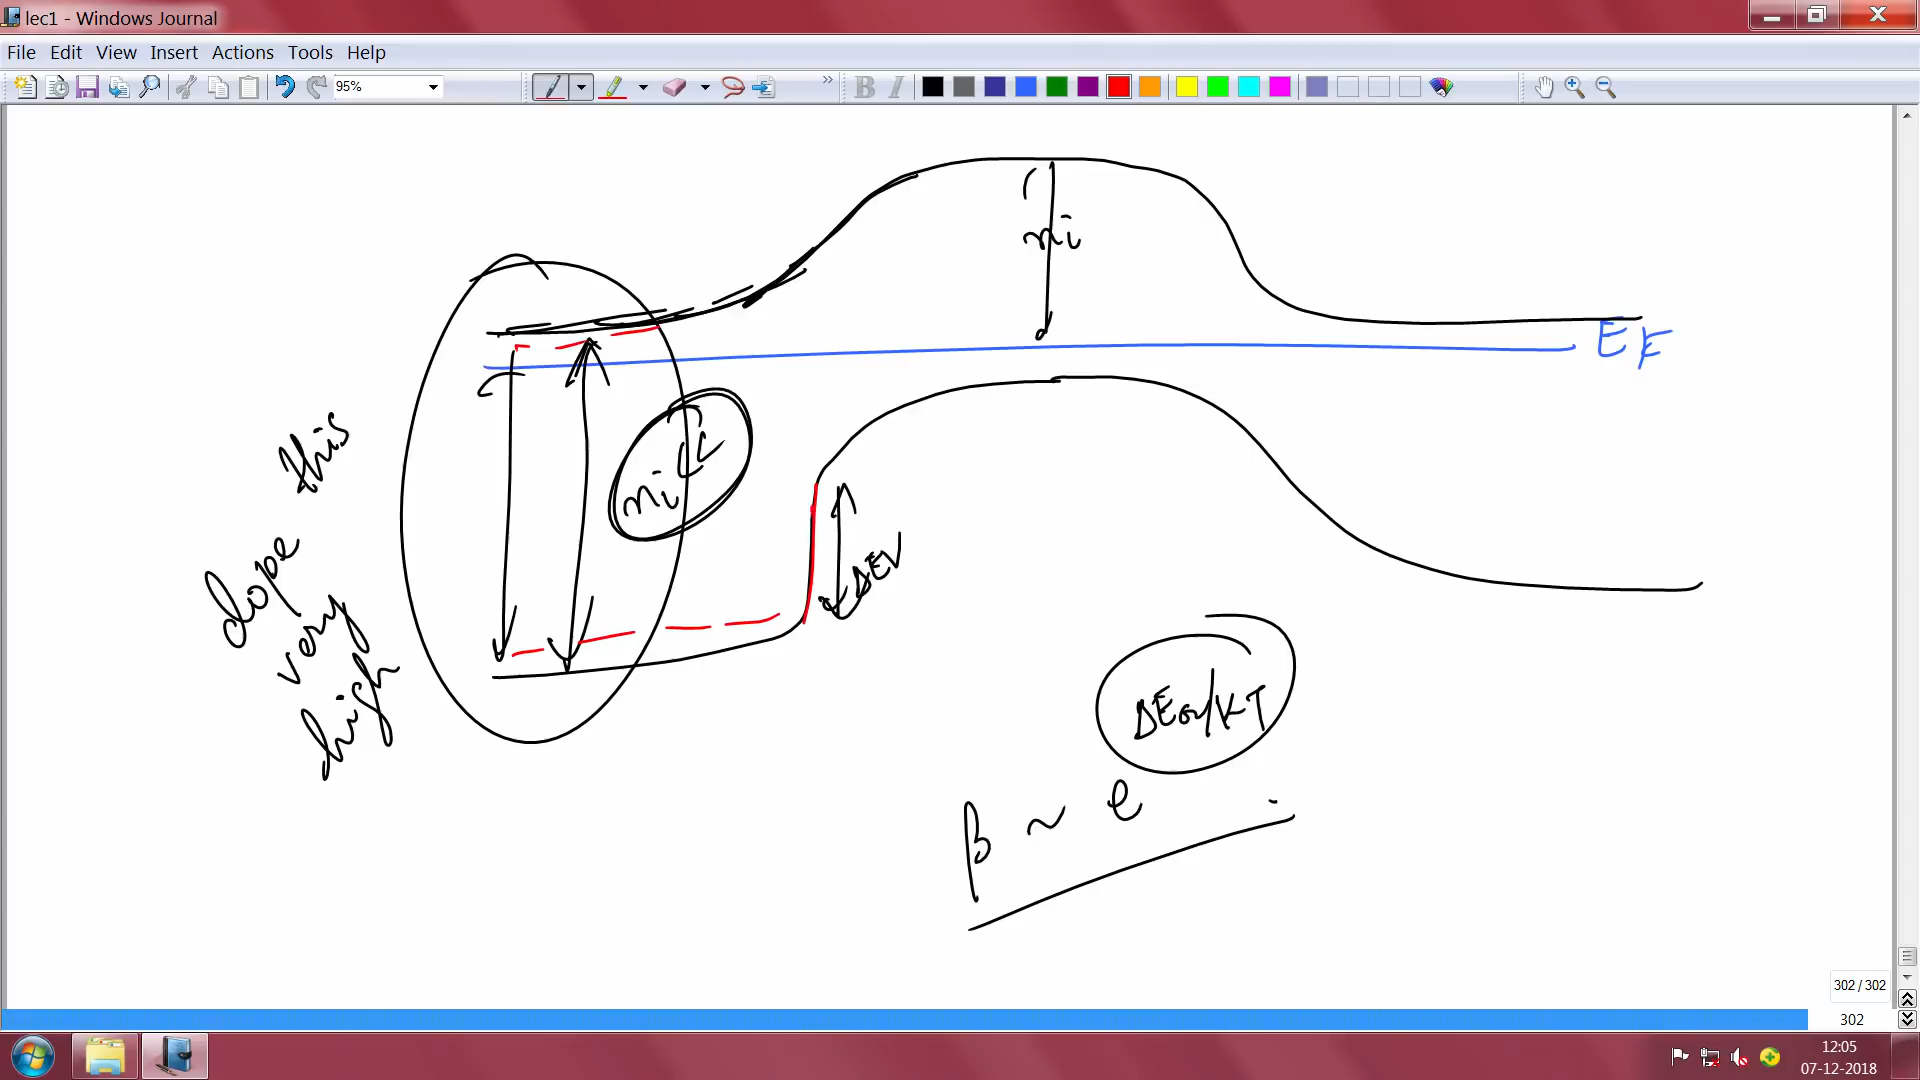 lec1 - Windows Journal
File Edit View Insert Actions Tools Help
95%
B I
ni
EF
ni
this
dope
very
high
ΔEV
ΔEG/KT
β ~ e
302 / 302
302
12:05
07-12-2018